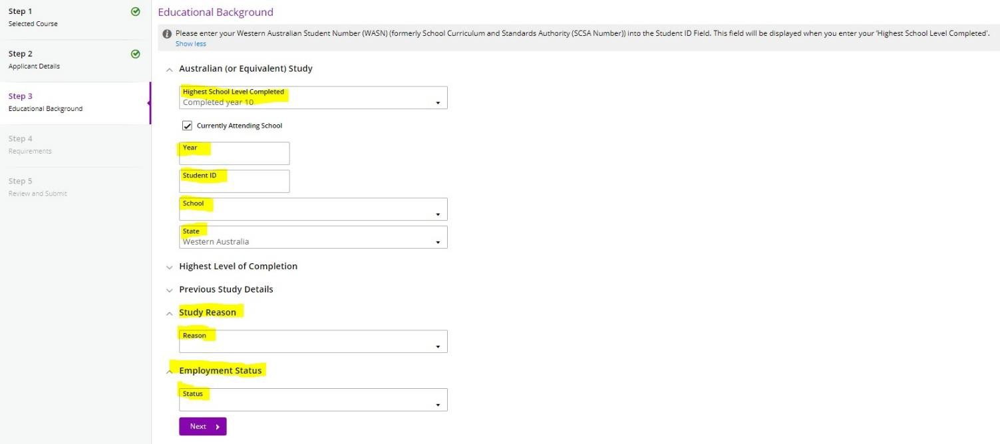 Step 1
Selected Course
Step 2
Applicant Details
Step 3
Educational Background
Step 4
Requirements
Step 5
Review and Submit
Educational Background
Please enter your Western Australian Student Number (WASN) (formerly School Curriculum and Standards Authority (SCSA Number)) into the Student ID Field. This field will be displayed when you enter your 'Highest School Level Completed'.
Show less
Australian (or Equivalent) Study
Highest School Level Completed
Completed year 10
Currently Attending School
Year
Student ID
School
State
Western Australia
Highest Level of Completion
Previous Study Details
Study Reason
Reason
Employment Status
Status
Next